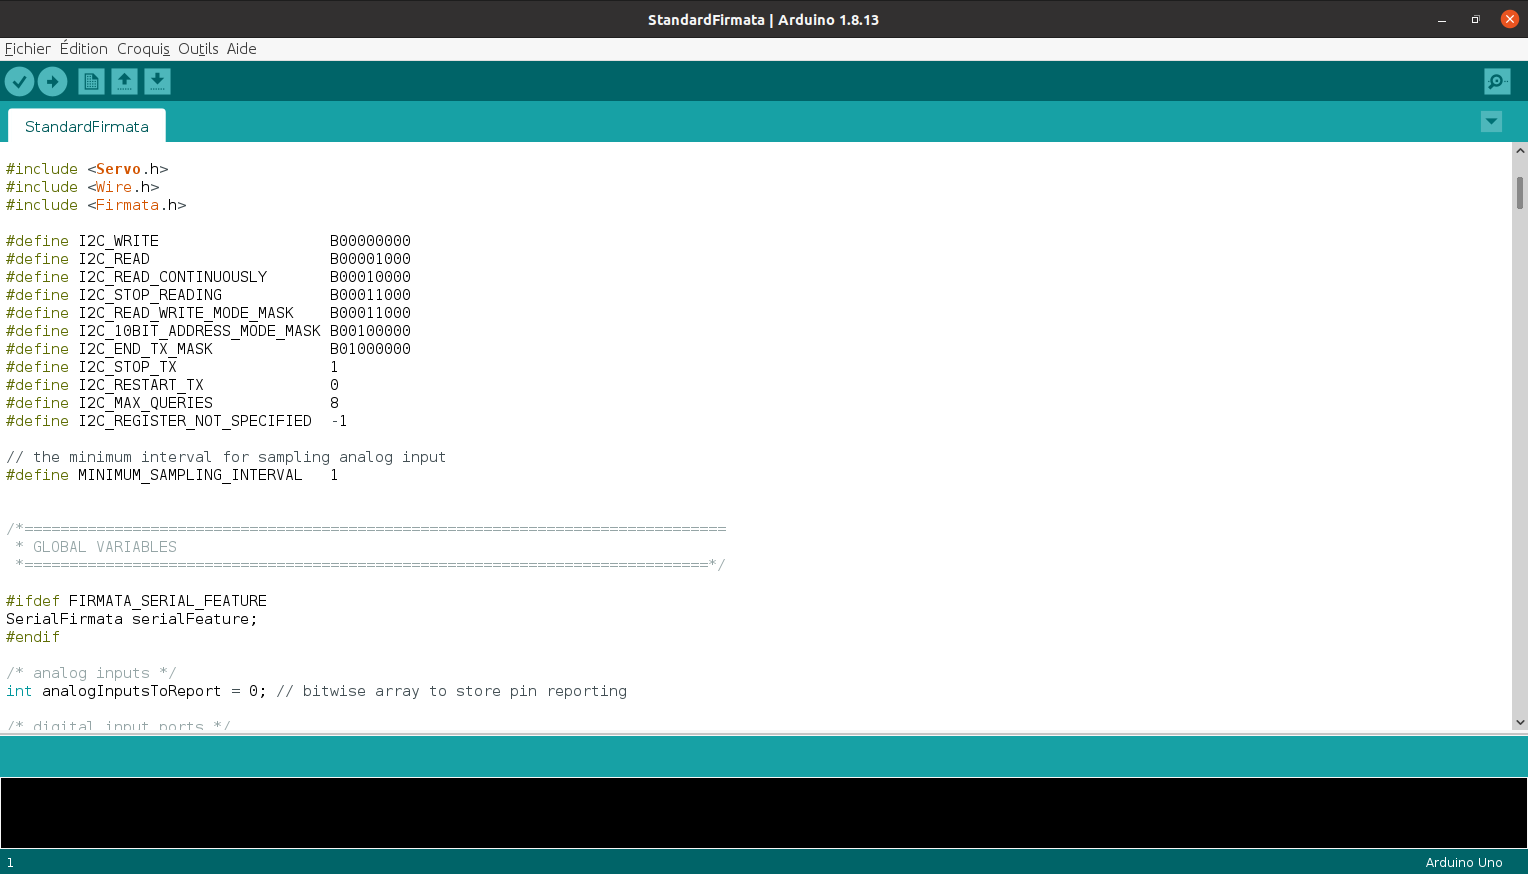 StandardFirmata | Arduino 1.8.13
Fichier Édition Croquis Outils Aide
StandardFirmata
#include <Servo.h>
#include <Wire.h>
#include <Firmata.h>
#define I2C_WRITE                   B00000000
#define I2C_READ                    B00001000
#define I2C_READ_CONTINUOUSLY       B00010000
#define I2C_STOP_READING            B00011000
#define I2C_READ_WRITE_MODE_MASK    B00011000
#define I2C_10BIT_ADDRESS_MODE_MASK B00100000
#define I2C_END_TX_MASK             B01000000
#define I2C_STOP_TX                 1
#define I2C_RESTART_TX              0
#define I2C_MAX_QUERIES             8
#define I2C_REGISTER_NOT_SPECIFIED  -1
// the minimum interval for sampling analog input
#define MINIMUM_SAMPLING_INTERVAL   1
/*==============================================================================
 * GLOBAL VARIABLES
 *============================================================================*/
#ifdef FIRMATA_SERIAL_FEATURE
SerialFirmata serialFeature;
#endif
/* analog inputs */
int analogInputsToReport = 0; // bitwise array to store pin reporting
/* digital input ports */
1
Arduino Uno